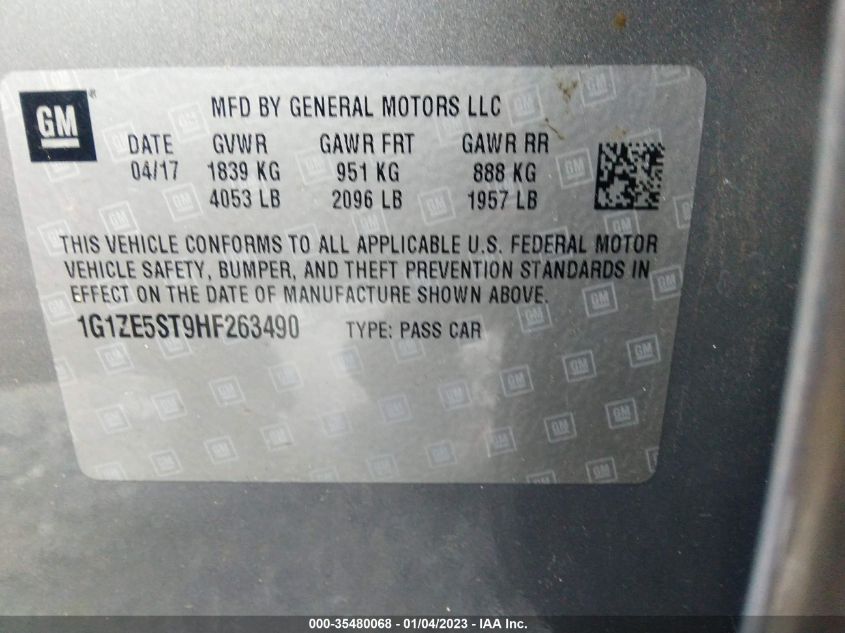 GM ®
MFD BY GENERAL MOTORS LLC
DATE GVWR GAWR FRT GAWR RR
04/17 1839 KG 951 KG 888 KG
4053 LB 2096 LB 1957 LB
THIS VEHICLE CONFORMS TO ALL APPLICABLE U.S. FEDERAL MOTOR
VEHICLE SAFETY, BUMPER, AND THEFT PREVENTION STANDARDS IN
EFFECT ON THE DATE OF MANUFACTURE SHOWN ABOVE.
1G1ZE5ST9HF263490 TYPE: PASS CAR
000-35480068 - 01/04/2023 - IAA Inc.